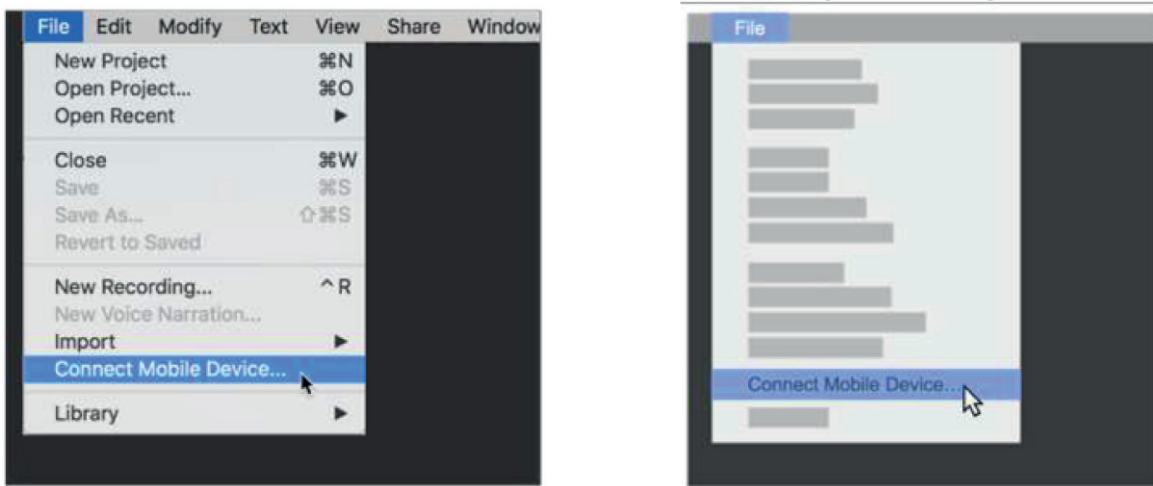 File Edit Modify Text View Share Window
New Project ⌘N
Open Project... ⌘O
Open Recent ▶
Close ⌘W
Save ⌘S
Save As... ⇧⌘S
Revert to Saved
New Recording... ^R
New Voice Narration...
Import ▶
Connect Mobile Device...
Library ▶
File
Connect Mobile Device...